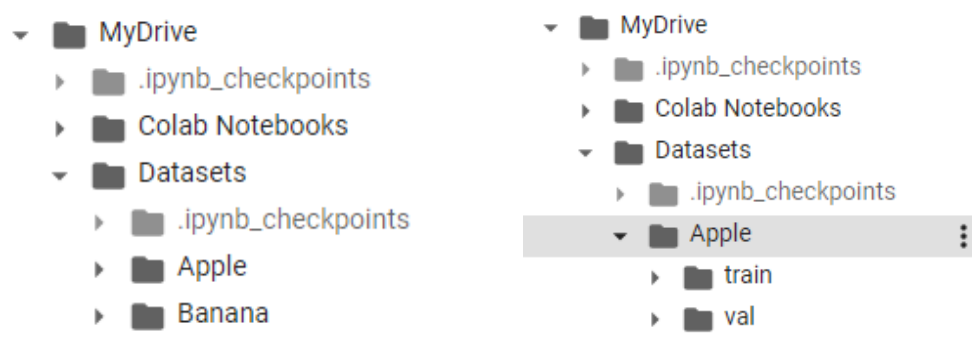 MyDrive
.ipynb_checkpoints
Colab Notebooks
Datasets
.ipynb_checkpoints
Apple
Banana
MyDrive
.ipynb_checkpoints
Colab Notebooks
Datasets
.ipynb_checkpoints
Apple
train
val